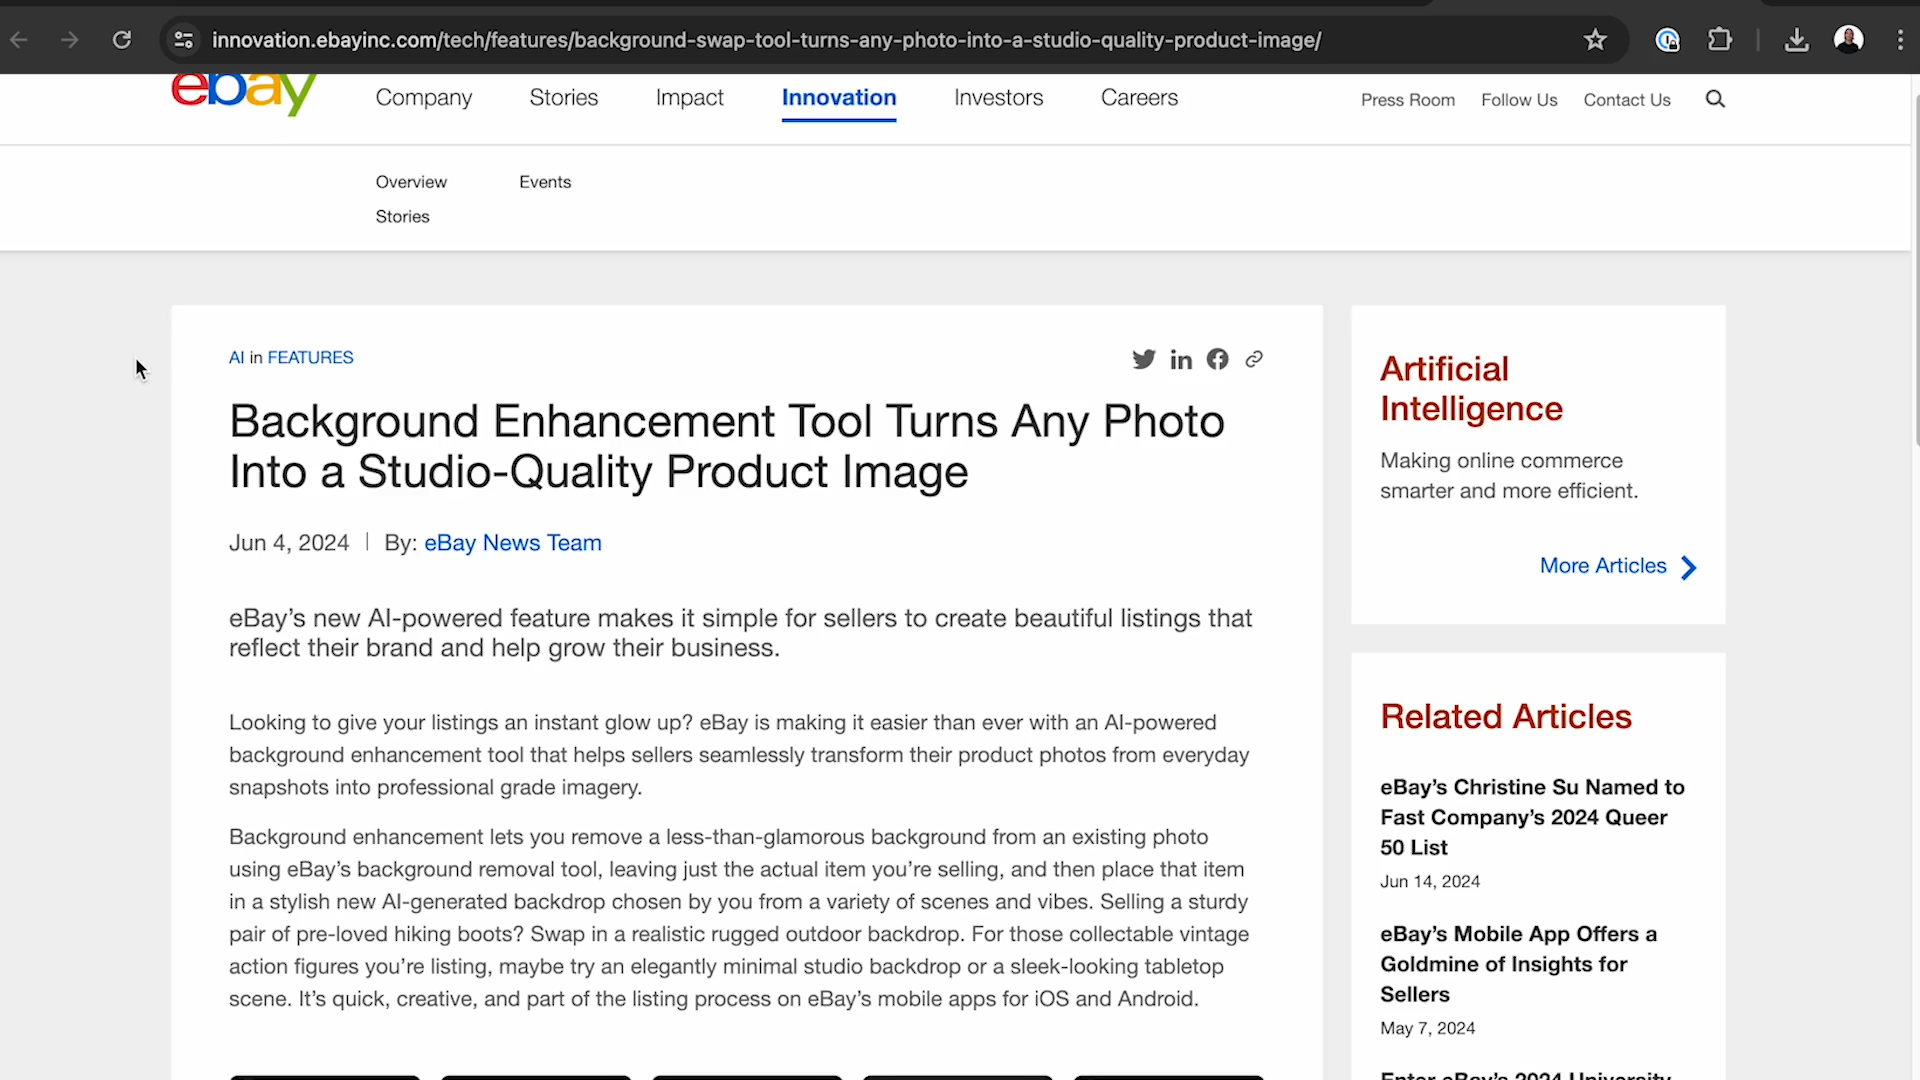 innovation.ebayinc.com/tech/features/background-swap-tool-turns-any-photo-into-a-studio-quality-product-image/
ebay
Company Stories Impact Innovation Investors Careers
Press Room Follow Us Contact Us
Overview Events
Stories
AI in FEATURES
Background Enhancement Tool Turns Any Photo
Into a Studio-Quality Product Image
Jun 4, 2024 | By: eBay News Team
eBay’s new AI-powered feature makes it simple for sellers to create beautiful listings that
reflect their brand and help grow their business.
Looking to give your listings an instant glow up? eBay is making it easier than ever with an AI-powered
background enhancement tool that helps sellers seamlessly transform their product photos from everyday
snapshots into professional grade imagery.
Background enhancement lets you remove a less-than-glamorous background from an existing photo
using eBay’s background removal tool, leaving just the actual item you’re selling, and then place that item
in a stylish new AI-generated backdrop chosen by you from a variety of scenes and vibes. Selling a sturdy
pair of pre-loved hiking boots? Swap in a realistic rugged outdoor backdrop. For those collectable vintage
action figures you’re listing, maybe try an elegantly minimal studio backdrop or a sleek-looking tabletop
scene. It’s quick, creative, and part of the listing process on eBay’s mobile apps for iOS and Android.
Artificial
Intelligence
Making online commerce
smarter and more efficient.
More Articles
Related Articles
eBay’s Christine Su Named to
Fast Company’s 2024 Queer
50 List
Jun 14, 2024
eBay’s Mobile App Offers a
Goldmine of Insights for
Sellers
May 7, 2024
Enter eBay’s 2024 University